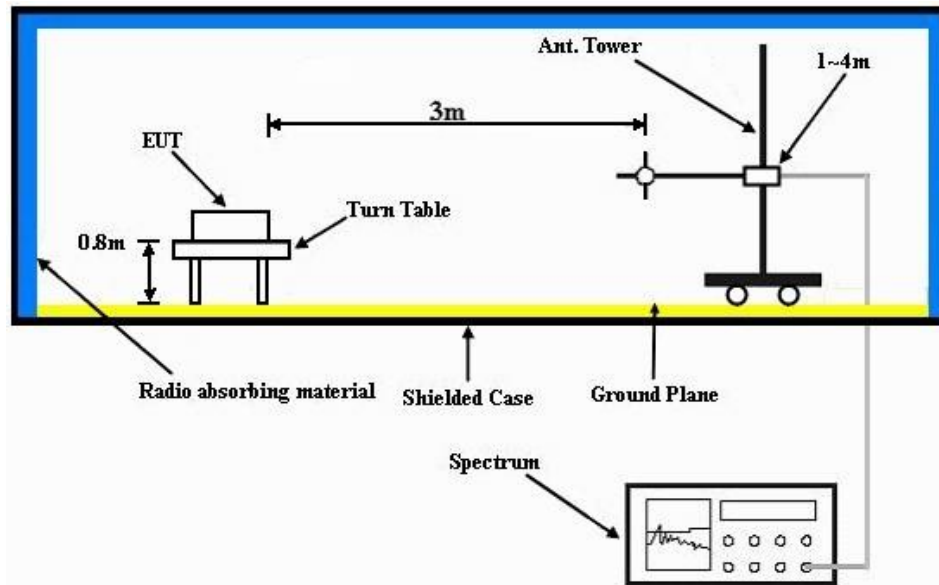 Ant. Tower
1~4m
3m
EUT
Turn Table
0.8m
Radio absorbing material
Shielded Case
Ground Plane
Spectrum